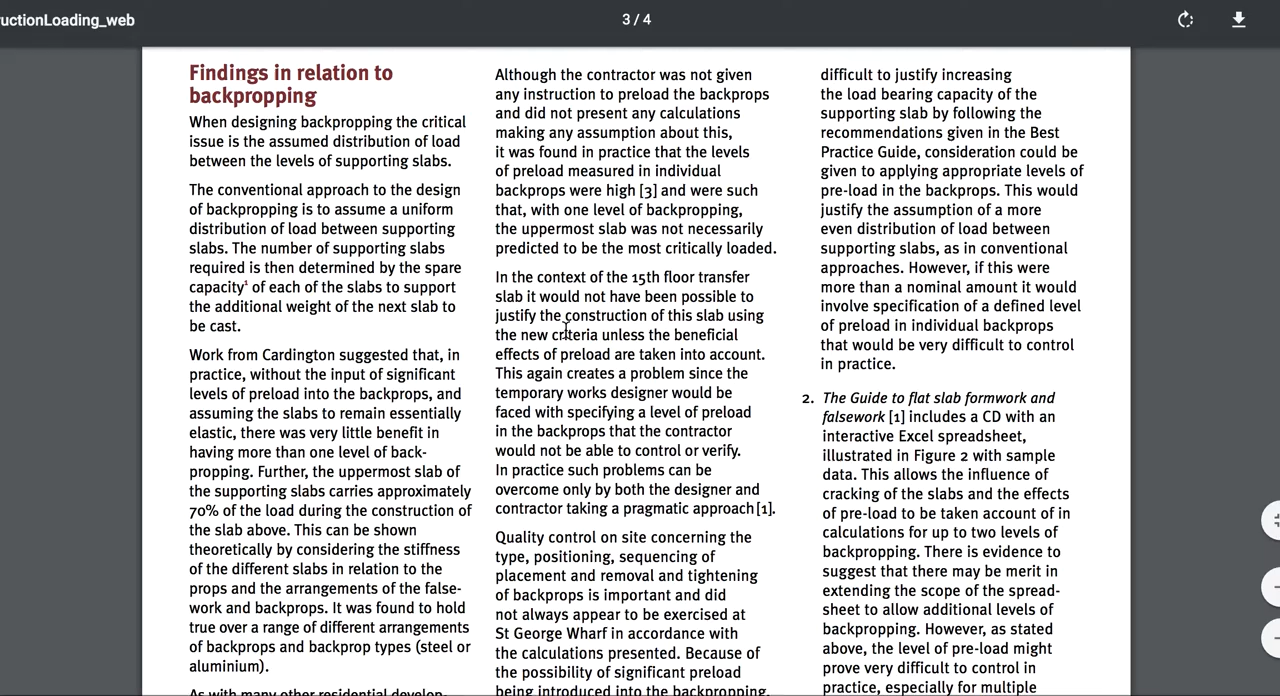 uctionLoading_web
3 / 4
Findings in relation to
backpropping
When designing backpropping the critical
issue is the assumed distribution of load
between the levels of supporting slabs.
The conventional approach to the design
of backpropping is to assume a uniform
distribution of load between supporting
slabs. The number of supporting slabs
required is then determined by the spare
capacity¹ of each of the slabs to support
the additional weight of the next slab to
be cast.
Work from Cardington suggested that, in
practice, without the input of significant
levels of preload into the backprops, and
assuming the slabs to remain essentially
elastic, there was very little benefit in
having more than one level of back-
propping. Further, the uppermost slab of
the supporting slabs carries approximately
70% of the load during the construction of
the slab above. This can be shown
theoretically by considering the stiffness
of the different slabs in relation to the
props and the arrangements of the false-
work and backprops. It was found to hold
true over a range of different arrangements
of backprops and backprop types (steel or
aluminium).
As with many other residential develop-
Although the contractor was not given
any instruction to preload the backprops
and did not present any calculations
making any assumption about this,
it was found in practice that the levels
of preload measured in individual
backprops were high [3] and were such
that, with one level of backpropping,
the uppermost slab was not necessarily
predicted to be the most critically loaded.
In the context of the 15th floor transfer
slab it would not have been possible to
justify the construction of this slab using
the new criteria unless the beneficial
effects of preload are taken into account.
This again creates a problem since the
temporary works designer would be
faced with specifying a level of preload
in the backprops that the contractor
would not be able to control or verify.
In practice such problems can be
overcome only by both the designer and
contractor taking a pragmatic approach [1].
Quality control on site concerning the
type, positioning, sequencing of
placement and removal and tightening
of backprops is important and did
not always appear to be exercised at
St George Wharf in accordance with
the calculations presented. Because of
the possibility of significant preload
being introduced into the backpropping,
difficult to justify increasing
the load bearing capacity of the
supporting slab by following the
recommendations given in the Best
Practice Guide, consideration could be
given to applying appropriate levels of
pre-load in the backprops. This would
justify the assumption of a more
even distribution of load between
supporting slabs, as in conventional
approaches. However, if this were
more than a nominal amount it would
involve specification of a defined level
of preload in individual backprops
that would be very difficult to control
in practice.
2. The Guide to flat slab formwork and
falsework [1] includes a CD with an
interactive Excel spreadsheet,
illustrated in Figure 2 with sample
data. This allows the influence of
cracking of the slabs and the effects
of pre-load to be taken account of in
calculations for up to two levels of
backpropping. There is evidence to
suggest that there may be merit in
extending the scope of the spread-
sheet to allow additional levels of
backpropping. However, as stated
above, the level of pre-load might
prove very difficult to control in
practice, especially for multiple